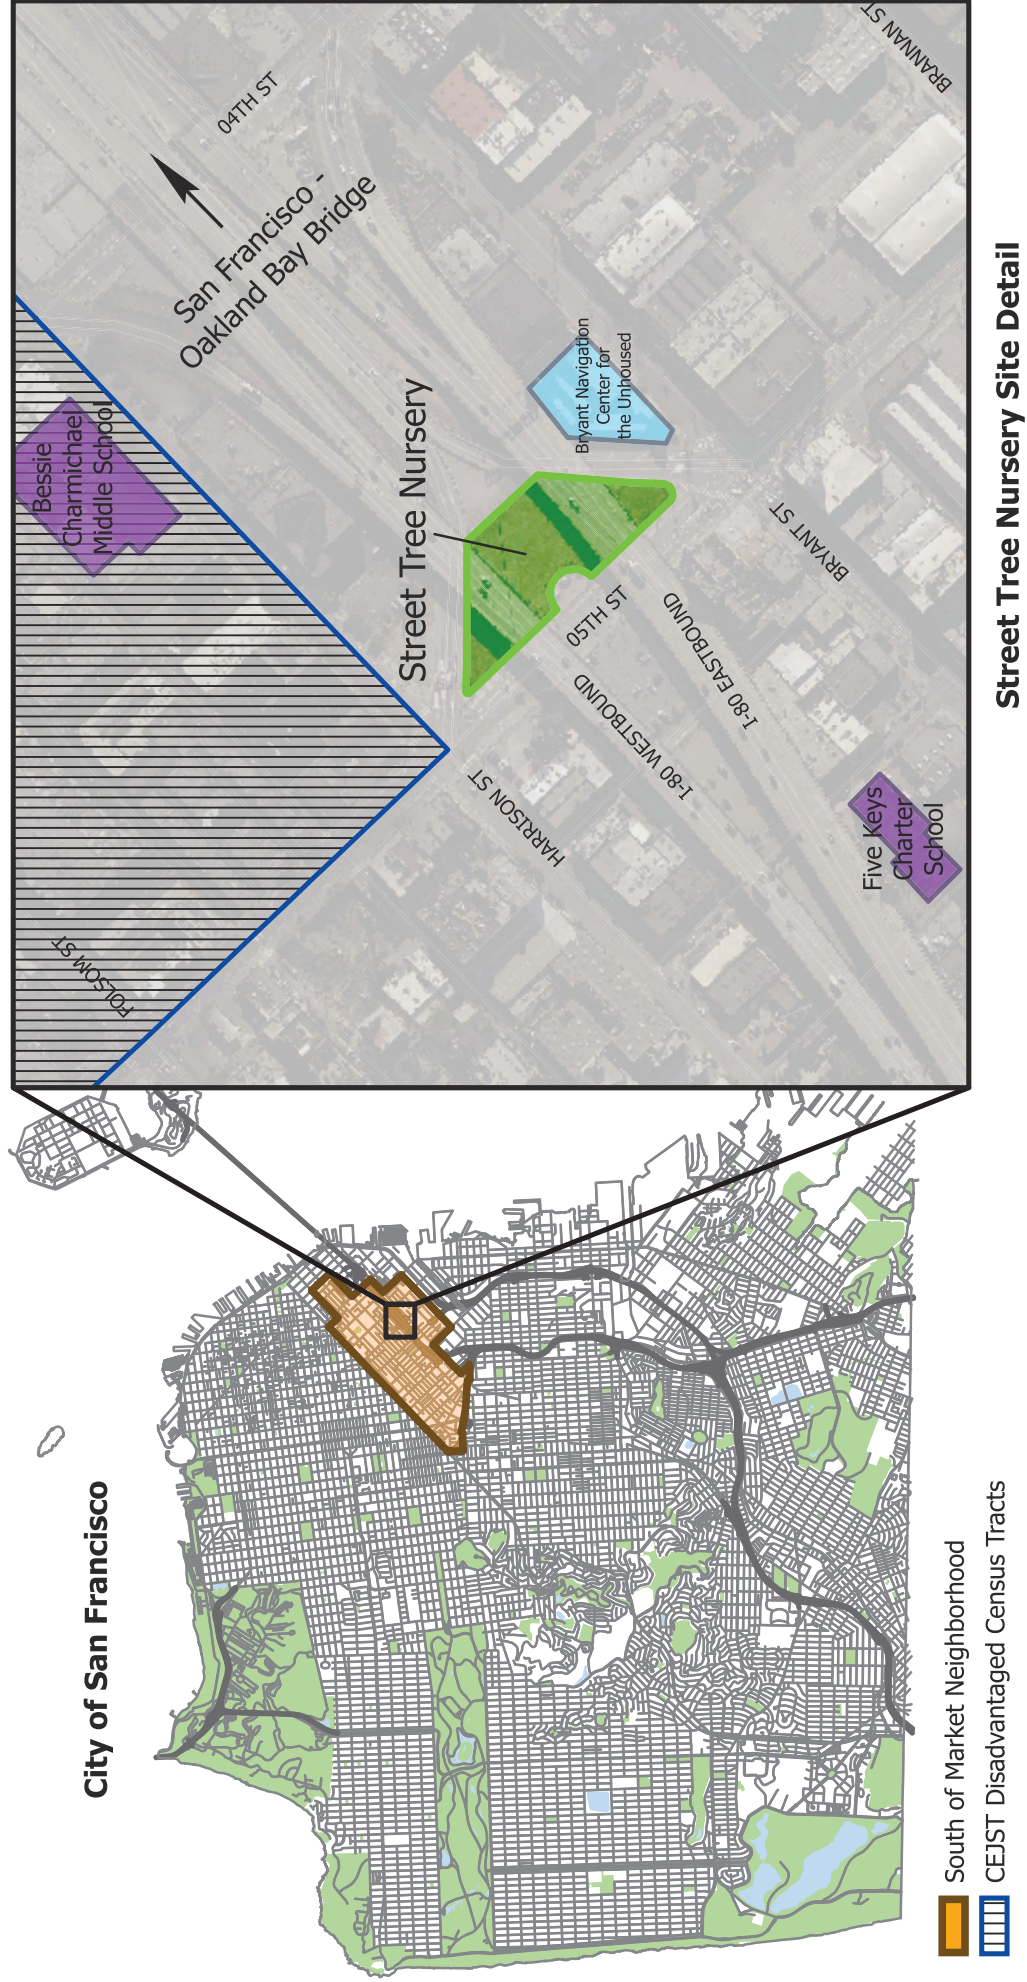 City of San Francisco
South of Market Neighborhood
CEJST Disadvantaged Census Tracts
FOLSOM ST
Bessie
Charmichael
Middle School
04TH ST
San Francisco -
Oakland Bay Bridge
Street Tree Nursery
HARRISON ST
05TH ST
I-80 WESTBOUND
I-80 EASTBOUND
Bryant Navigation
Center for
the Unhoused
BRYANT ST
BRANNAN ST
Five Keys
Charter
School
Street Tree Nursery Site Detail